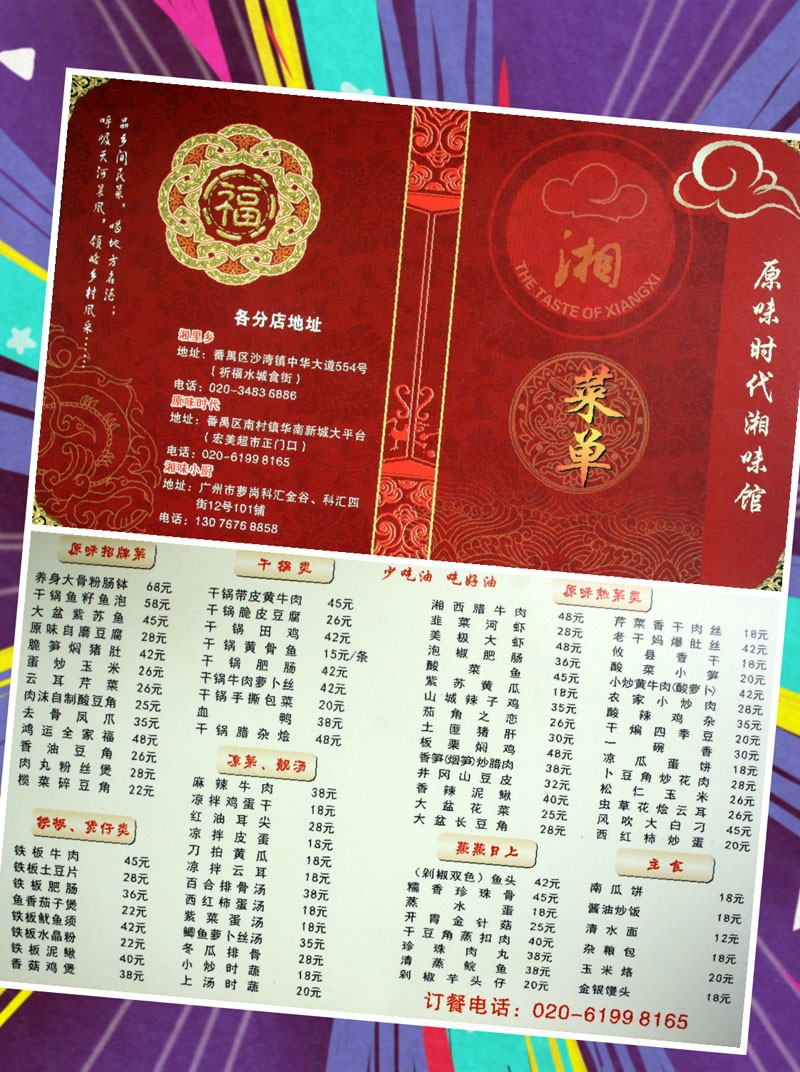 品乡间民菜，喝地方名酒；
呼吸天河星风，领略乡村风采……
福
各分店地址
湘里乡
地址：番禺区沙湾镇中华大道554号
（祈福水城食街）
电话：020-3483 6886
原味时代
地址：番禺区南村镇华南新城大平台
（宏美超市正门口）
电话：020-6199 8165
湘味小厨
地址：广州市萝岗科汇金谷、科汇四
街12号101铺
电话：130 7676 8858
湘
THE TASTE OF XIANGXI
菜单
原味时代湘味馆
原味招牌菜
养身大骨粉肠钵 68元
干锅鱼籽鱼泡 58元
大盆紫苏鱼 45元
原味自磨豆腐 28元
脆笋焖猪肚 42元
蛋炒玉米 26元
云耳芹菜 26元
肉沫自制酸豆角 25元
去骨凤爪 35元
鸿运全家福 48元
香油豆角 26元
肉丸粉丝煲 28元
榄菜碎豆角 22元
铁板、煲仔类
铁板牛肉 45元
铁板土豆片 28元
铁板肥肠 36元
鱼香茄子煲 22元
铁板鱿鱼须 42元
铁板水晶粉 22元
铁板泥鳅 40元
香菇鸡煲 38元
干锅类
干锅带皮黄牛肉 45元
干锅脆皮豆腐 26元
干锅田鸡 42元
干锅黄骨鱼 15元/条
干锅肥肠 42元
干锅牛肉萝卜丝 42元
干锅手撕包菜 20元
血鸭 38元
干锅腊杂烩 48元
凉菜、靓汤
麻辣牛肉 38元
凉拌鸡蛋干 18元
红油耳尖 28元
凉拌皮蛋 18元
刀拍黄瓜 18元
凉拌云耳 18元
百合排骨汤 38元
西红柿蛋汤 18元
紫菜蛋汤 18元
鲫鱼萝卜丝汤 35元
冬瓜排骨 28元
小炒时蔬 18元
上汤时蔬 20元
少吃油 吃好油
湘西腊牛肉 48元
韭菜河虾 28元
美极大虾 48元
泡椒肥肠 36元
酸菜鱼 45元
紫苏黄瓜 18元
山城辣子鸡 35元
茄角之恋 26元
土匪猪肝 30元
板栗焖鸡 48元
香笋(烟笋)炒腊肉 38元
井冈山豆皮 32元
香辣泥鳅 40元
大盆花菜 25元
大盆长豆角 28元
蒸蒸日上
（剁椒双色）鱼头 42元
糯香珍珠骨 45元
蒸水蛋 18元
开胃金针菇 25元
干豆角蒸扣肉 40元
珍珠肉丸 38元
清蒸鲩鱼 38元
剁椒芋头仔 20元
原味热菜类
芹菜香干肉丝 18元
老干妈爆肚丝 42元
攸县香干 18元
酸菜小笋 20元
小炒黄牛肉(酸萝卜) 42元
农家小炒肉 28元
酸辣鸡杂 35元
干煸四季豆 20元
一碗香 30元
凉瓜蛋饼 18元
卜豆角炒花肉 28元
松仁玉米 26元
虫草花烩云耳 26元
风吹大白刁 45元
西红柿炒蛋 20元
主食
南瓜饼 18元
酱油炒饭 18元
清水面 12元
杂粮包 18元
玉米烙 20元
金银馒头 18元
订餐电话：020-6199 8165